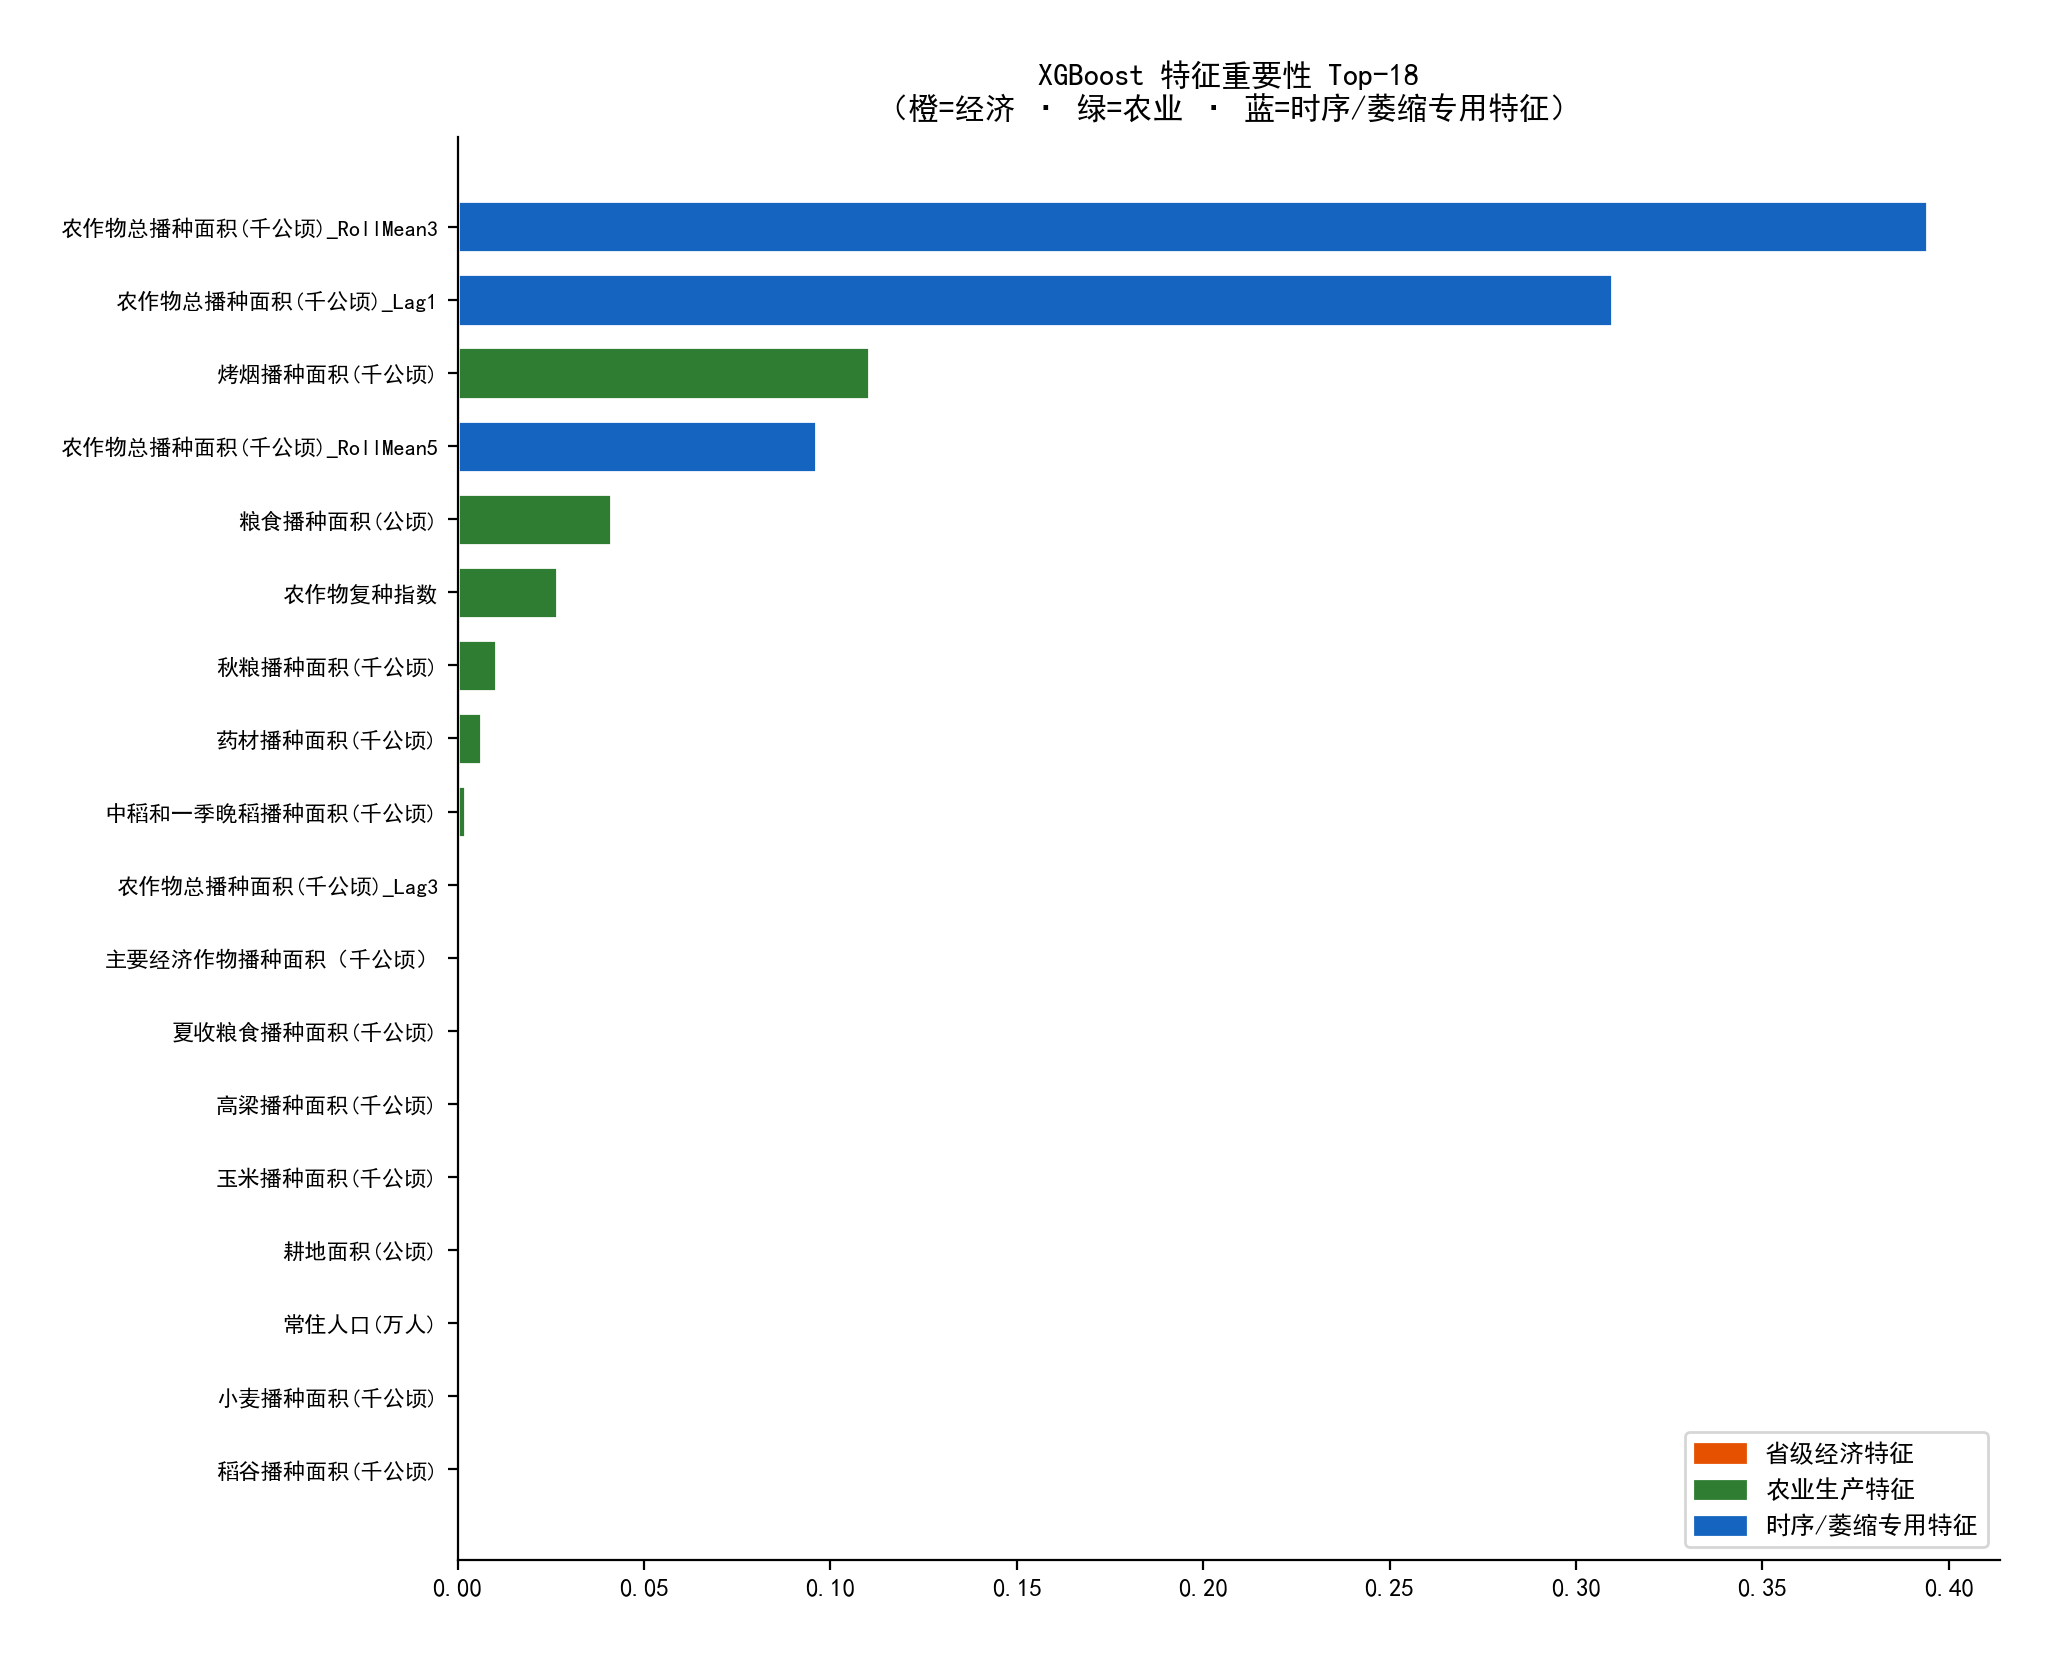 XGBoost 特征重要性 Top-18
（橙=经济 · 绿=农业 · 蓝=时序/萎缩专用特征）
农作物总播种面积(千公顷)_RollMean3
农作物总播种面积(千公顷)_Lag1
烤烟播种面积(千公顷)
农作物总播种面积(千公顷)_RollMean5
粮食播种面积(公顷)
农作物复种指数
秋粮播种面积(千公顷)
药材播种面积(千公顷)
中稻和一季晚稻播种面积(千公顷)
农作物总播种面积(千公顷)_Lag3
主要经济作物播种面积（千公顷）
夏收粮食播种面积(千公顷)
高梁播种面积(千公顷)
玉米播种面积(千公顷)
耕地面积(公顷)
常住人口(万人)
小麦播种面积(千公顷)
稻谷播种面积(千公顷)
省级经济特征
农业生产特征
时序/萎缩专用特征
0.00 0.05 0.10 0.15 0.20 0.25 0.30 0.35 0.40